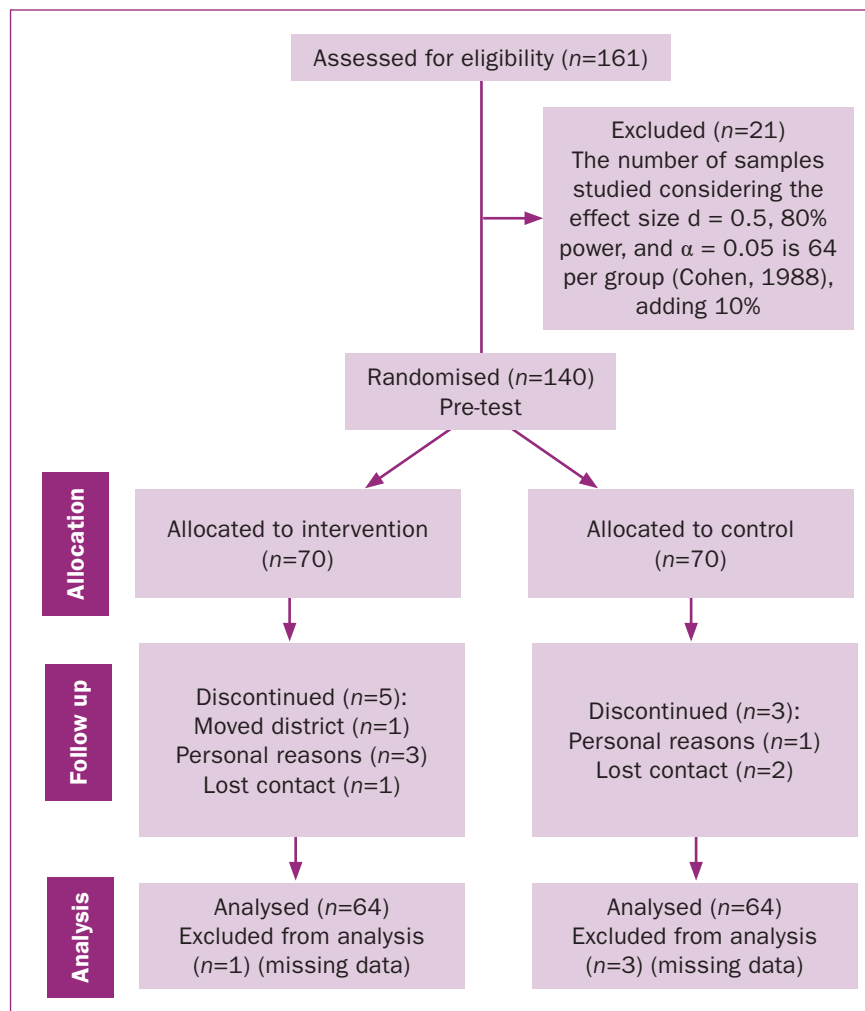 Assessed for eligibility (n=161)
Excluded (n=21)
The number of samples
studied considering the
effect size d = 0.5, 80%
power, and α = 0.05 is 64
per group (Cohen, 1988),
adding 10%
Randomised (n=140)
Pre-test
Allocation
Allocated to intervention
(n=70)
Allocated to control
(n=70)
Follow up
Discontinued (n=5):
Moved district (n=1)
Personal reasons (n=3)
Lost contact (n=1)
Discontinued (n=3):
Personal reasons (n=1)
Lost contact (n=2)
Analysis
Analysed (n=64)
Excluded from analysis
(n=1) (missing data)
Analysed (n=64)
Excluded from analysis
(n=3) (missing data)